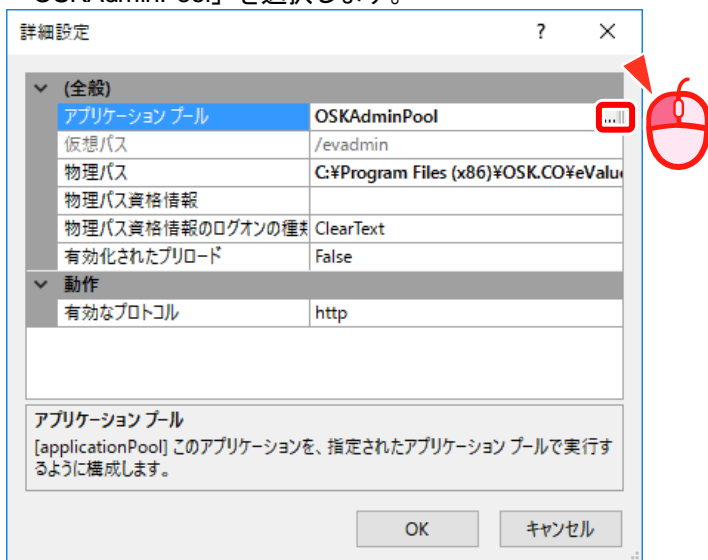 OSKAdminPool」を選択します。
詳細設定 ? ×
(全般)
アプリケーション プール OSKAdminPool ...
仮想パス /evadmin
物理パス C:¥Program Files (x86)¥OSK.CO¥eValu
物理パス資格情報
物理パス資格情報のログオンの種 ClearText
有効化されたプリロード False
動作
有効なプロトコル http
アプリケーション プール
[applicationPool] このアプリケーションを、指定されたアプリケーション プールで実行す
るように構成します。
OK キャンセル